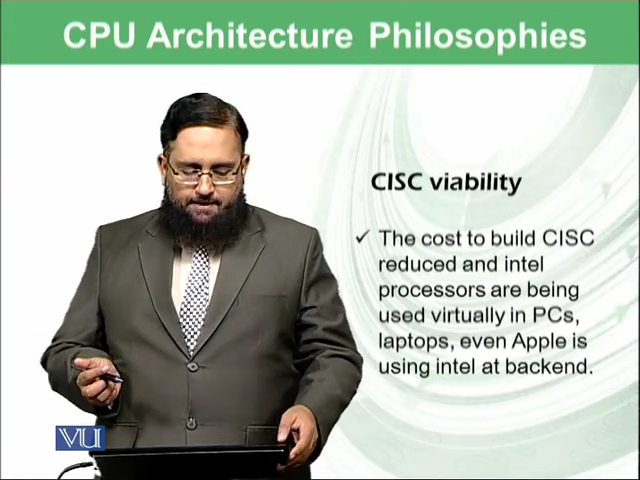 CPU Architecture Philosophies
CISC viability
✓ The cost to build CISC
reduced and intel
processors are being
used virtually in PCs,
laptops, even Apple is
using intel at backend.
VU